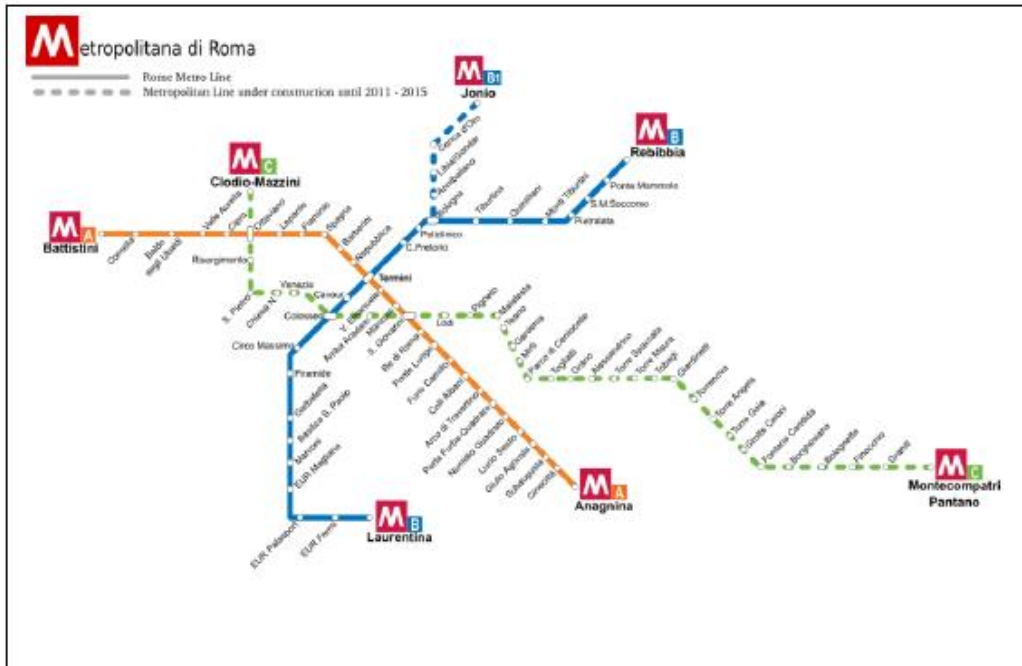 Metropolitana di Roma
Rome Metro Line
Metropolitan Line under construction until 2011 - 2015
M B1
Jonio
M B
Rebibbia
M C
Clodio-Mazzini
M A
Battistini
Conca d'Oro
Libia/Gondar
Annibaliano
Bologna
Tiburtina
Quintiliani
Monti Tiburtini
Pietralata
S.M.Soccorso
Ponte Mammolo
Policlinico
C.Pretorio
Cornelia
Baldo
degli Ubaldi
Valle Aurelia
Cipro
Ottaviano
Lepanto
Flaminio
Spagna
Barberini
Repubblica
Termini
Risorgimento
S. Pietro
Chiesa N.
Venezia
Cavour
Colosseo
Circo Massimo
Piramide
Garbatella
Basilica S. Paolo
Marconi
EUR Magliana
EUR Palasport
EUR Fermi
M B
Laurentina
V. Emanuele
Manzoni
S. Giovanni
Re di Roma
Ponte Lungo
Furio Camillo
Colli Albani
Arco di Travertino
Porta Furba-Quadraro
Numidio Quadrato
Lucio Sestio
Giulio Agricola
Subaugusta
Cinecittà
M A
Anagnina
Lodi
Pigneto
Malatesta
Teano
Gardenie
Mirti
Parco di Centocelle
Togliatti
Grano
Alessandrino
Torre Spaccata
Torre Maura
Tobagi
Giardinetti
Torrenova
Torre Angela
Torre Gaia
Grotte Celoni
Fontana Candida
Borghesiana
Bolognetta
Finocchio
Graniti
M C
Montecompatri
Pantano